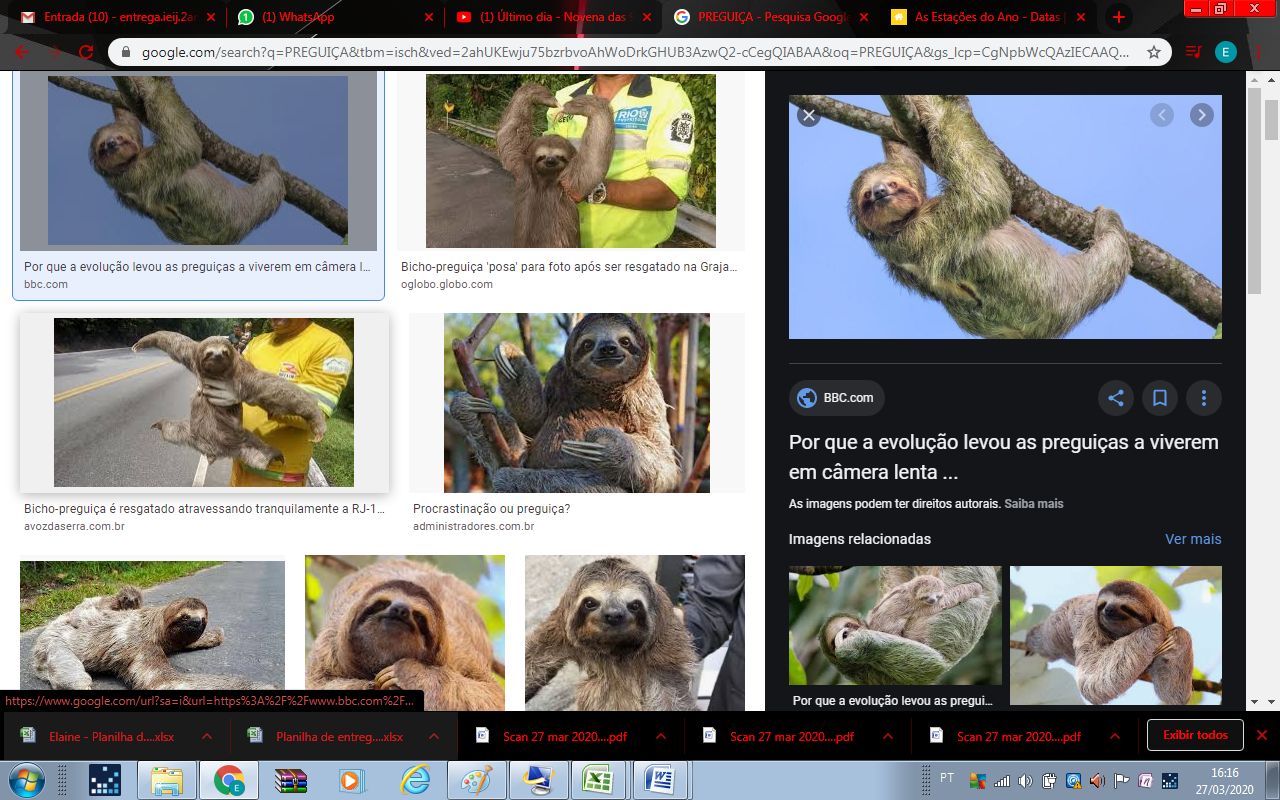 Entrada (10) - entrega.ieij.2an
(1) WhatsApp
(1) Último dia - Novena das S
PREGUIÇA - Pesquisa Google
As Estações do Ano - Datas |
google.com/search?q=PREGUIÇA&tbm=isch&ved=2ahUKEwju75bzrbvoAhWoDrkGHUB3AzwQ2-cCegQIABAA&oq=PREGUIÇA&gs_lcp=CgNpbWcQAzIECAAQ...
E
RIO
PREFEITURA
Por que a evolução levou as preguiças a viverem em câmera l...
bbc.com
Bicho-preguiça 'posa' para foto após ser resgatado na Graja...
oglobo.globo.com
Bicho-preguiça é resgatado atravessando tranquilamente a RJ-1...
avozdaserra.com.br
Procrastinação ou preguiça?
administradores.com.br
BBC.com
Por que a evolução levou as preguiças a viverem
em câmera lenta ...
As imagens podem ter direitos autorais. Saiba mais
Imagens relacionadas
Ver mais
Por que a evolução levou as pregui...
https://www.google.com/url?sa=i&url=https%3A%2F%2Fwww.bbc.com%2F...
Elaine - Planilha d....xlsx
Planilha de entreg....xlsx
Scan 27 mar 2020....pdf
Scan 27 mar 2020....pdf
Scan 27 mar 2020....pdf
Exibir todos
E
PT
16:16
27/03/2020